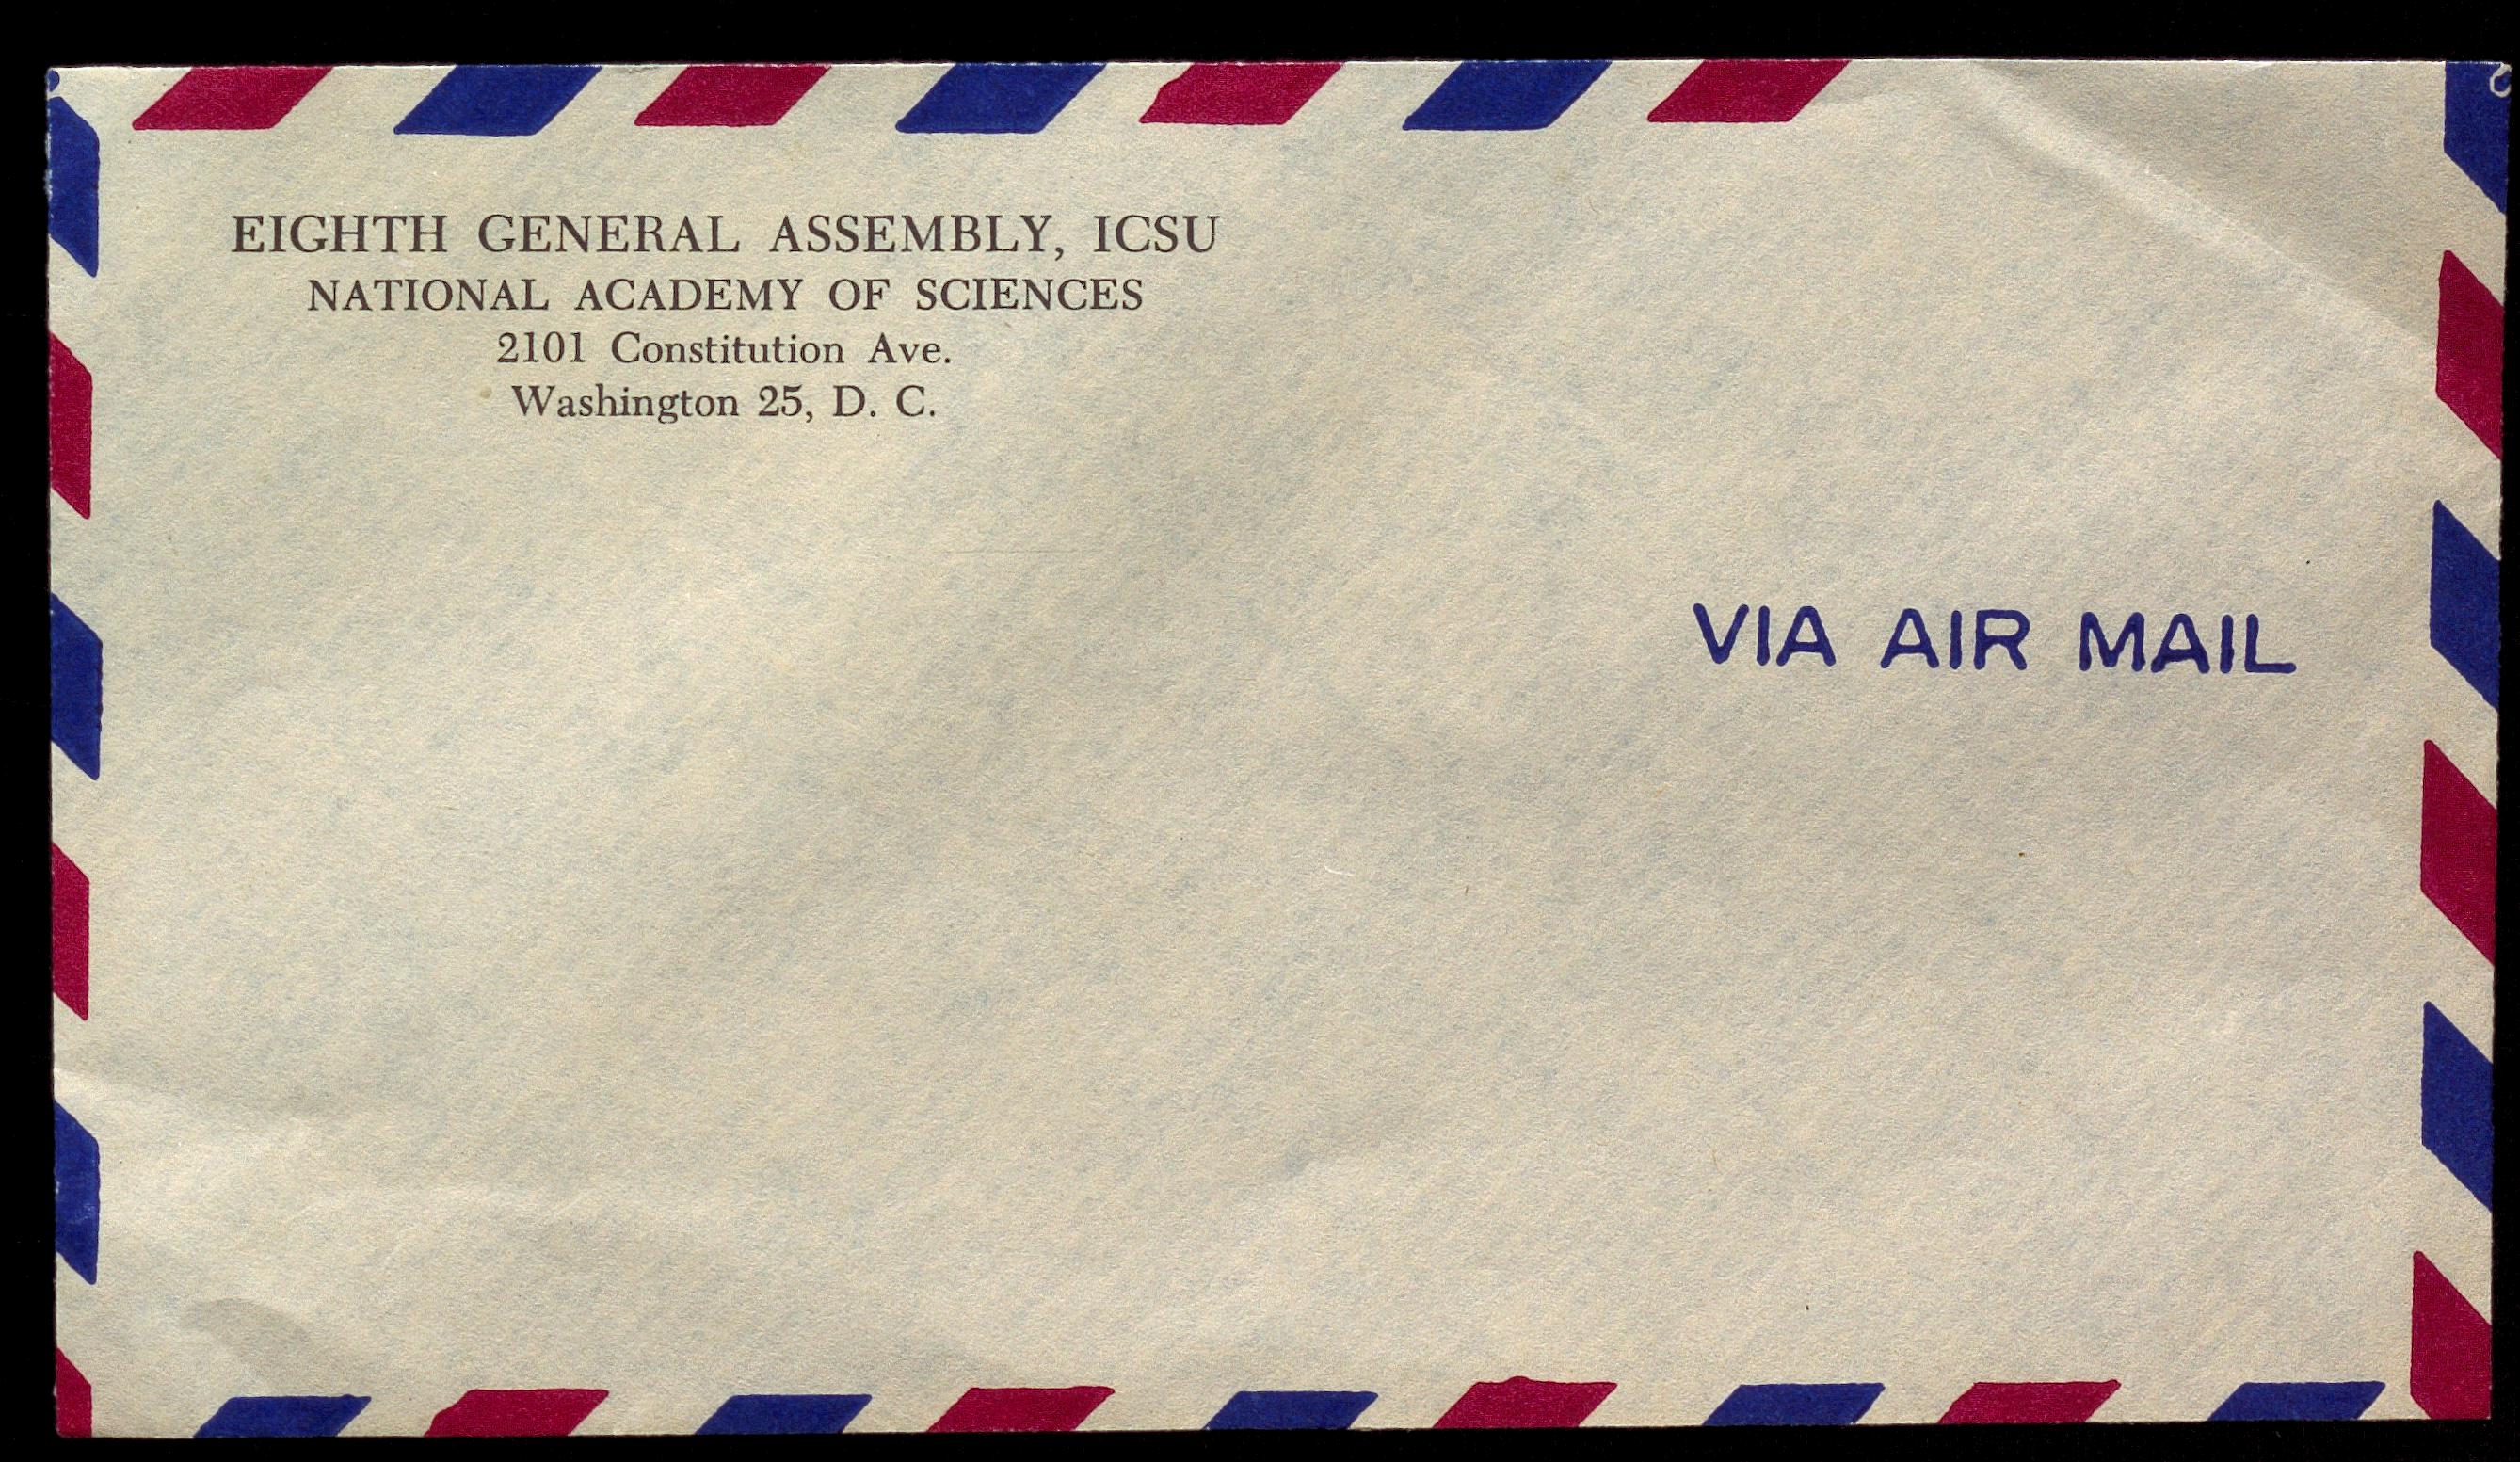 EIGHTH GENERAL ASSEMBLY, ICSU
NATIONAL ACADEMY OF SCIENCES
2101 Constitution Ave.
Washington 25, D. C.
VIA AIR MAIL